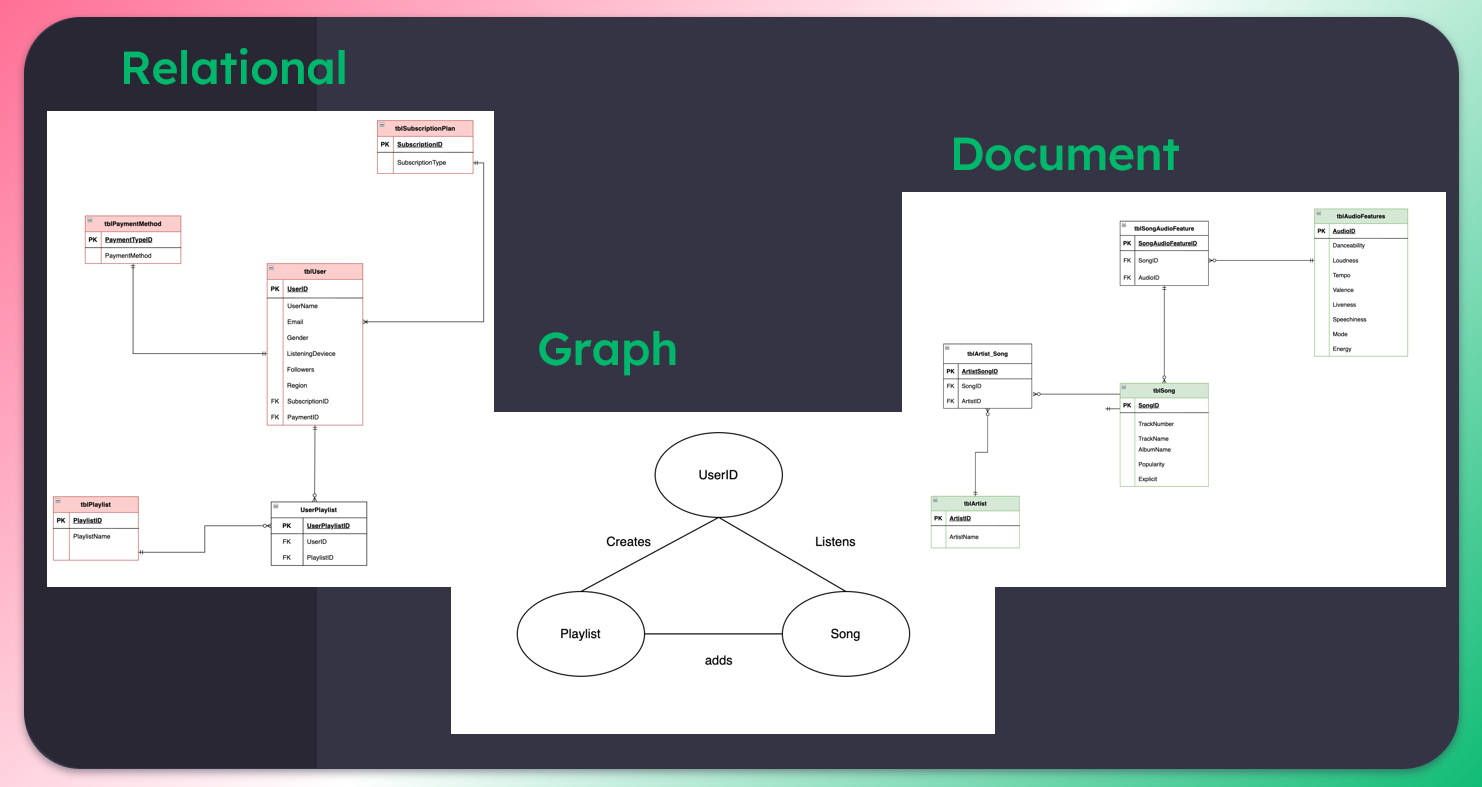 Relational
tblSubscriptionPlan
PK SubscriptionID
SubscriptionType
tblPaymentMethod
PK PaymentTypeID
PaymentMethod
tblUser
PK UserID
UserName
Email
Gender
ListeningDeviece
Followers
Region
FK SubscriptionID
FK PaymentID
tblPlaylist
PK PlaylistID
PlaylistName
UserPlaylist
PK UserPlaylistID
FK UserID
FK PlaylistID
Graph
UserID
Creates
Listens
Playlist
Song
adds
Document
tblSongAudioFeature
PK SongAudioFeatureID
FK SongID
FK AudioID
tblAudioFeatures
PK AudioID
Danceability
Loudness
Tempo
Valence
Liveness
Speechiness
Mode
Energy
tblArtist_Song
PK ArtistSongID
FK SongID
FK ArtistID
tblSong
PK SongID
TrackNumber
TrackName
AlbumName
Popularity
Explicit
tblArtist
PK ArtistID
ArtistName